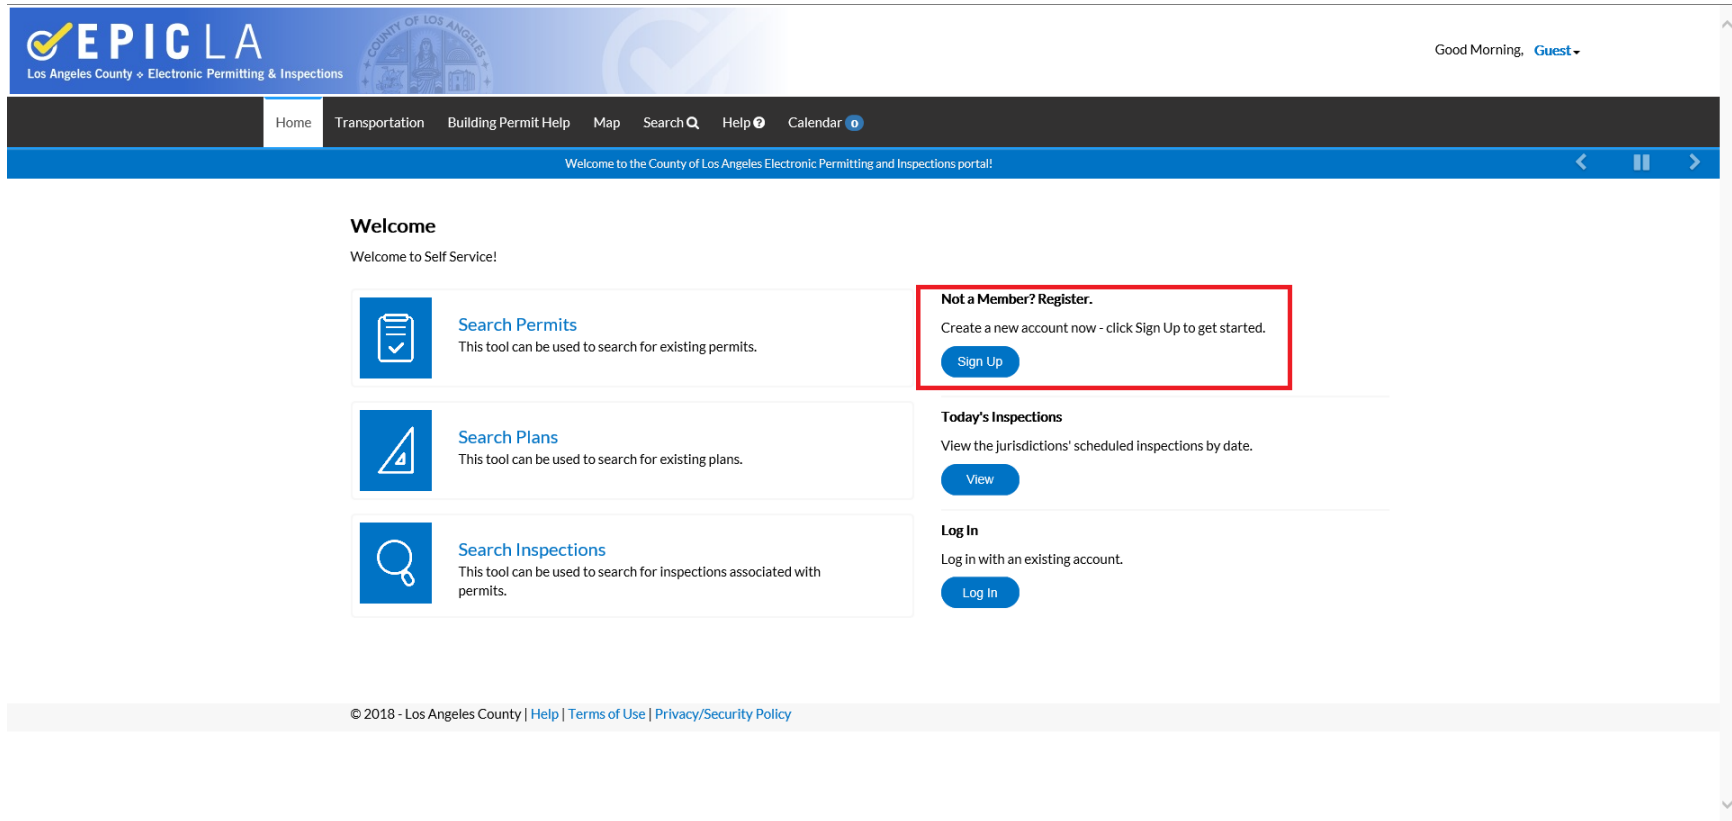 EPIC LA
Los Angeles County ❖ Electronic Permitting & Inspections
COUNTY OF LOS ANGELES
Good Morning, Guest
Home Transportation Building Permit Help Map Search Help Calendar 0
Welcome to the County of Los Angeles Electronic Permitting and Inspections portal!
Welcome
Welcome to Self Service!
Search Permits
This tool can be used to search for existing permits.
Search Plans
This tool can be used to search for existing plans.
Search Inspections
This tool can be used to search for inspections associated with
permits.
Not a Member? Register.
Create a new account now - click Sign Up to get started.
Sign Up
Today's Inspections
View the jurisdictions' scheduled inspections by date.
View
Log In
Log in with an existing account.
Log In
© 2018 - Los Angeles County | Help | Terms of Use | Privacy/Security Policy